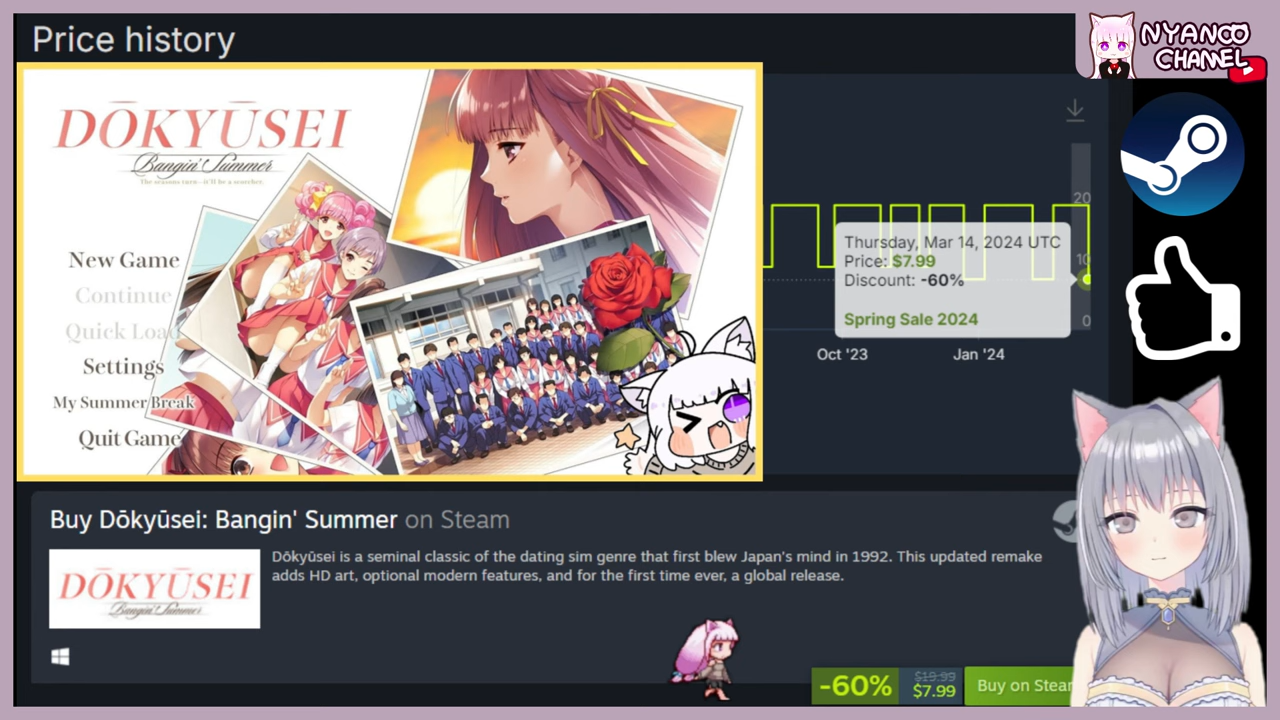 Price history
NYANCO
CHANNEL
DŌKYŪSEI
Bangin' Summer
The seasons turn—it'll be a scorcher.
New Game
Continue
Quick Load
Settings
My Summer Break
Quit Game
20
10
0
Thursday, Mar 14, 2024 UTC
Price: $7.99
Discount: -60%
Spring Sale 2024
Oct '23
Jan '24
Buy Dōkyūsei: Bangin' Summer on Steam
DŌKYŪSEI
Bangin' Summer
Dōkyūsei is a seminal classic of the dating sim genre that first blew Japan's mind in 1992. This updated remake
adds HD art, optional modern features, and for the first time ever, a global release.
-60%
$19.99
$7.99
Buy on Stea